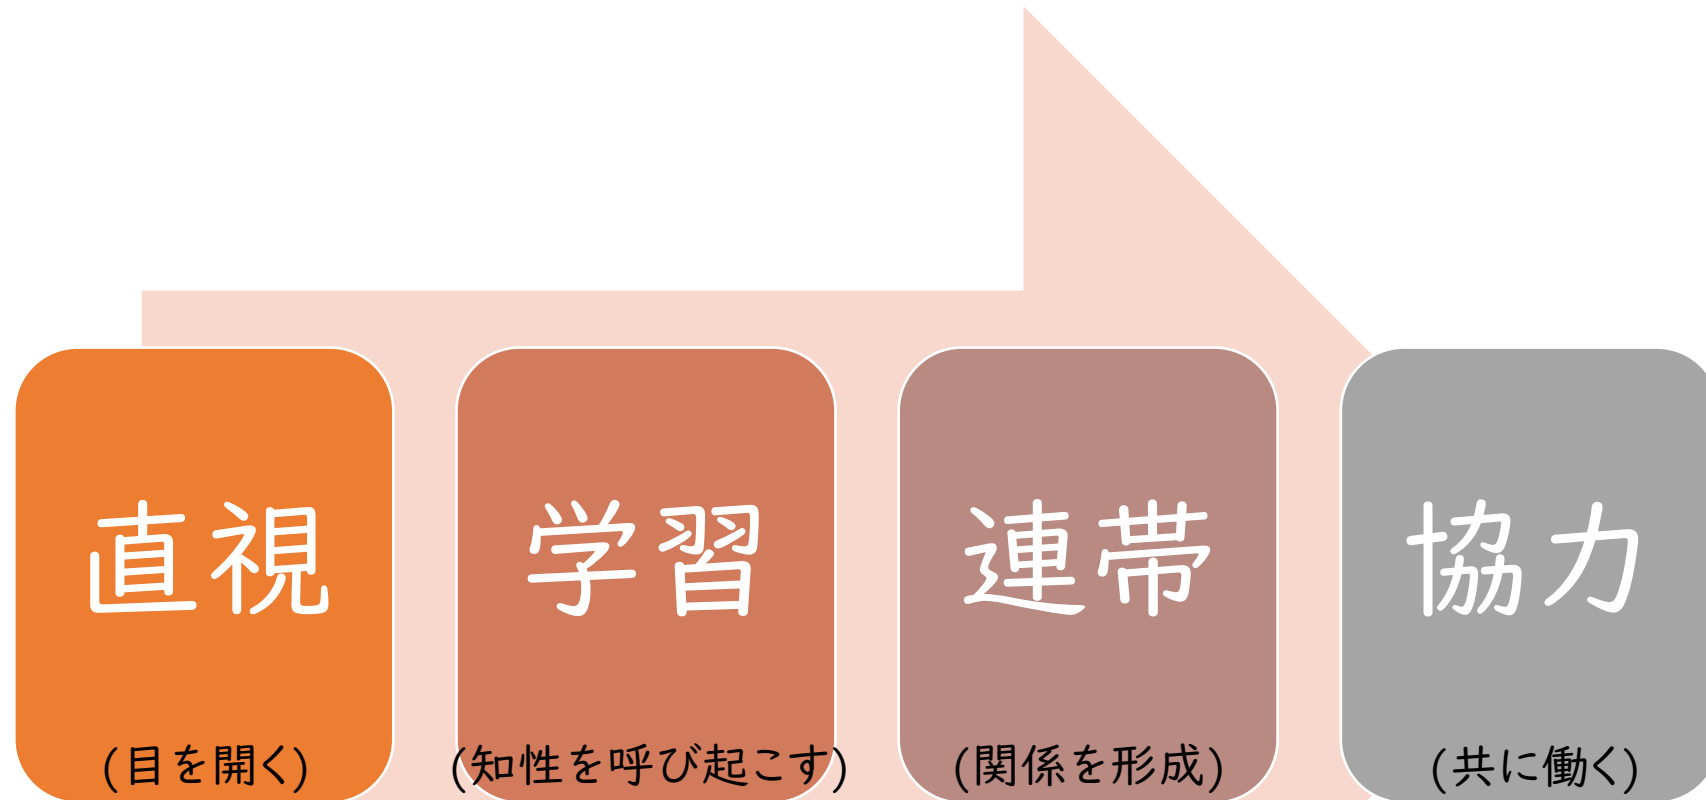 直視
学習
連帯
協力
(目を開く)
(知性を呼び起こす)
(関係を形成)
(共に働く)